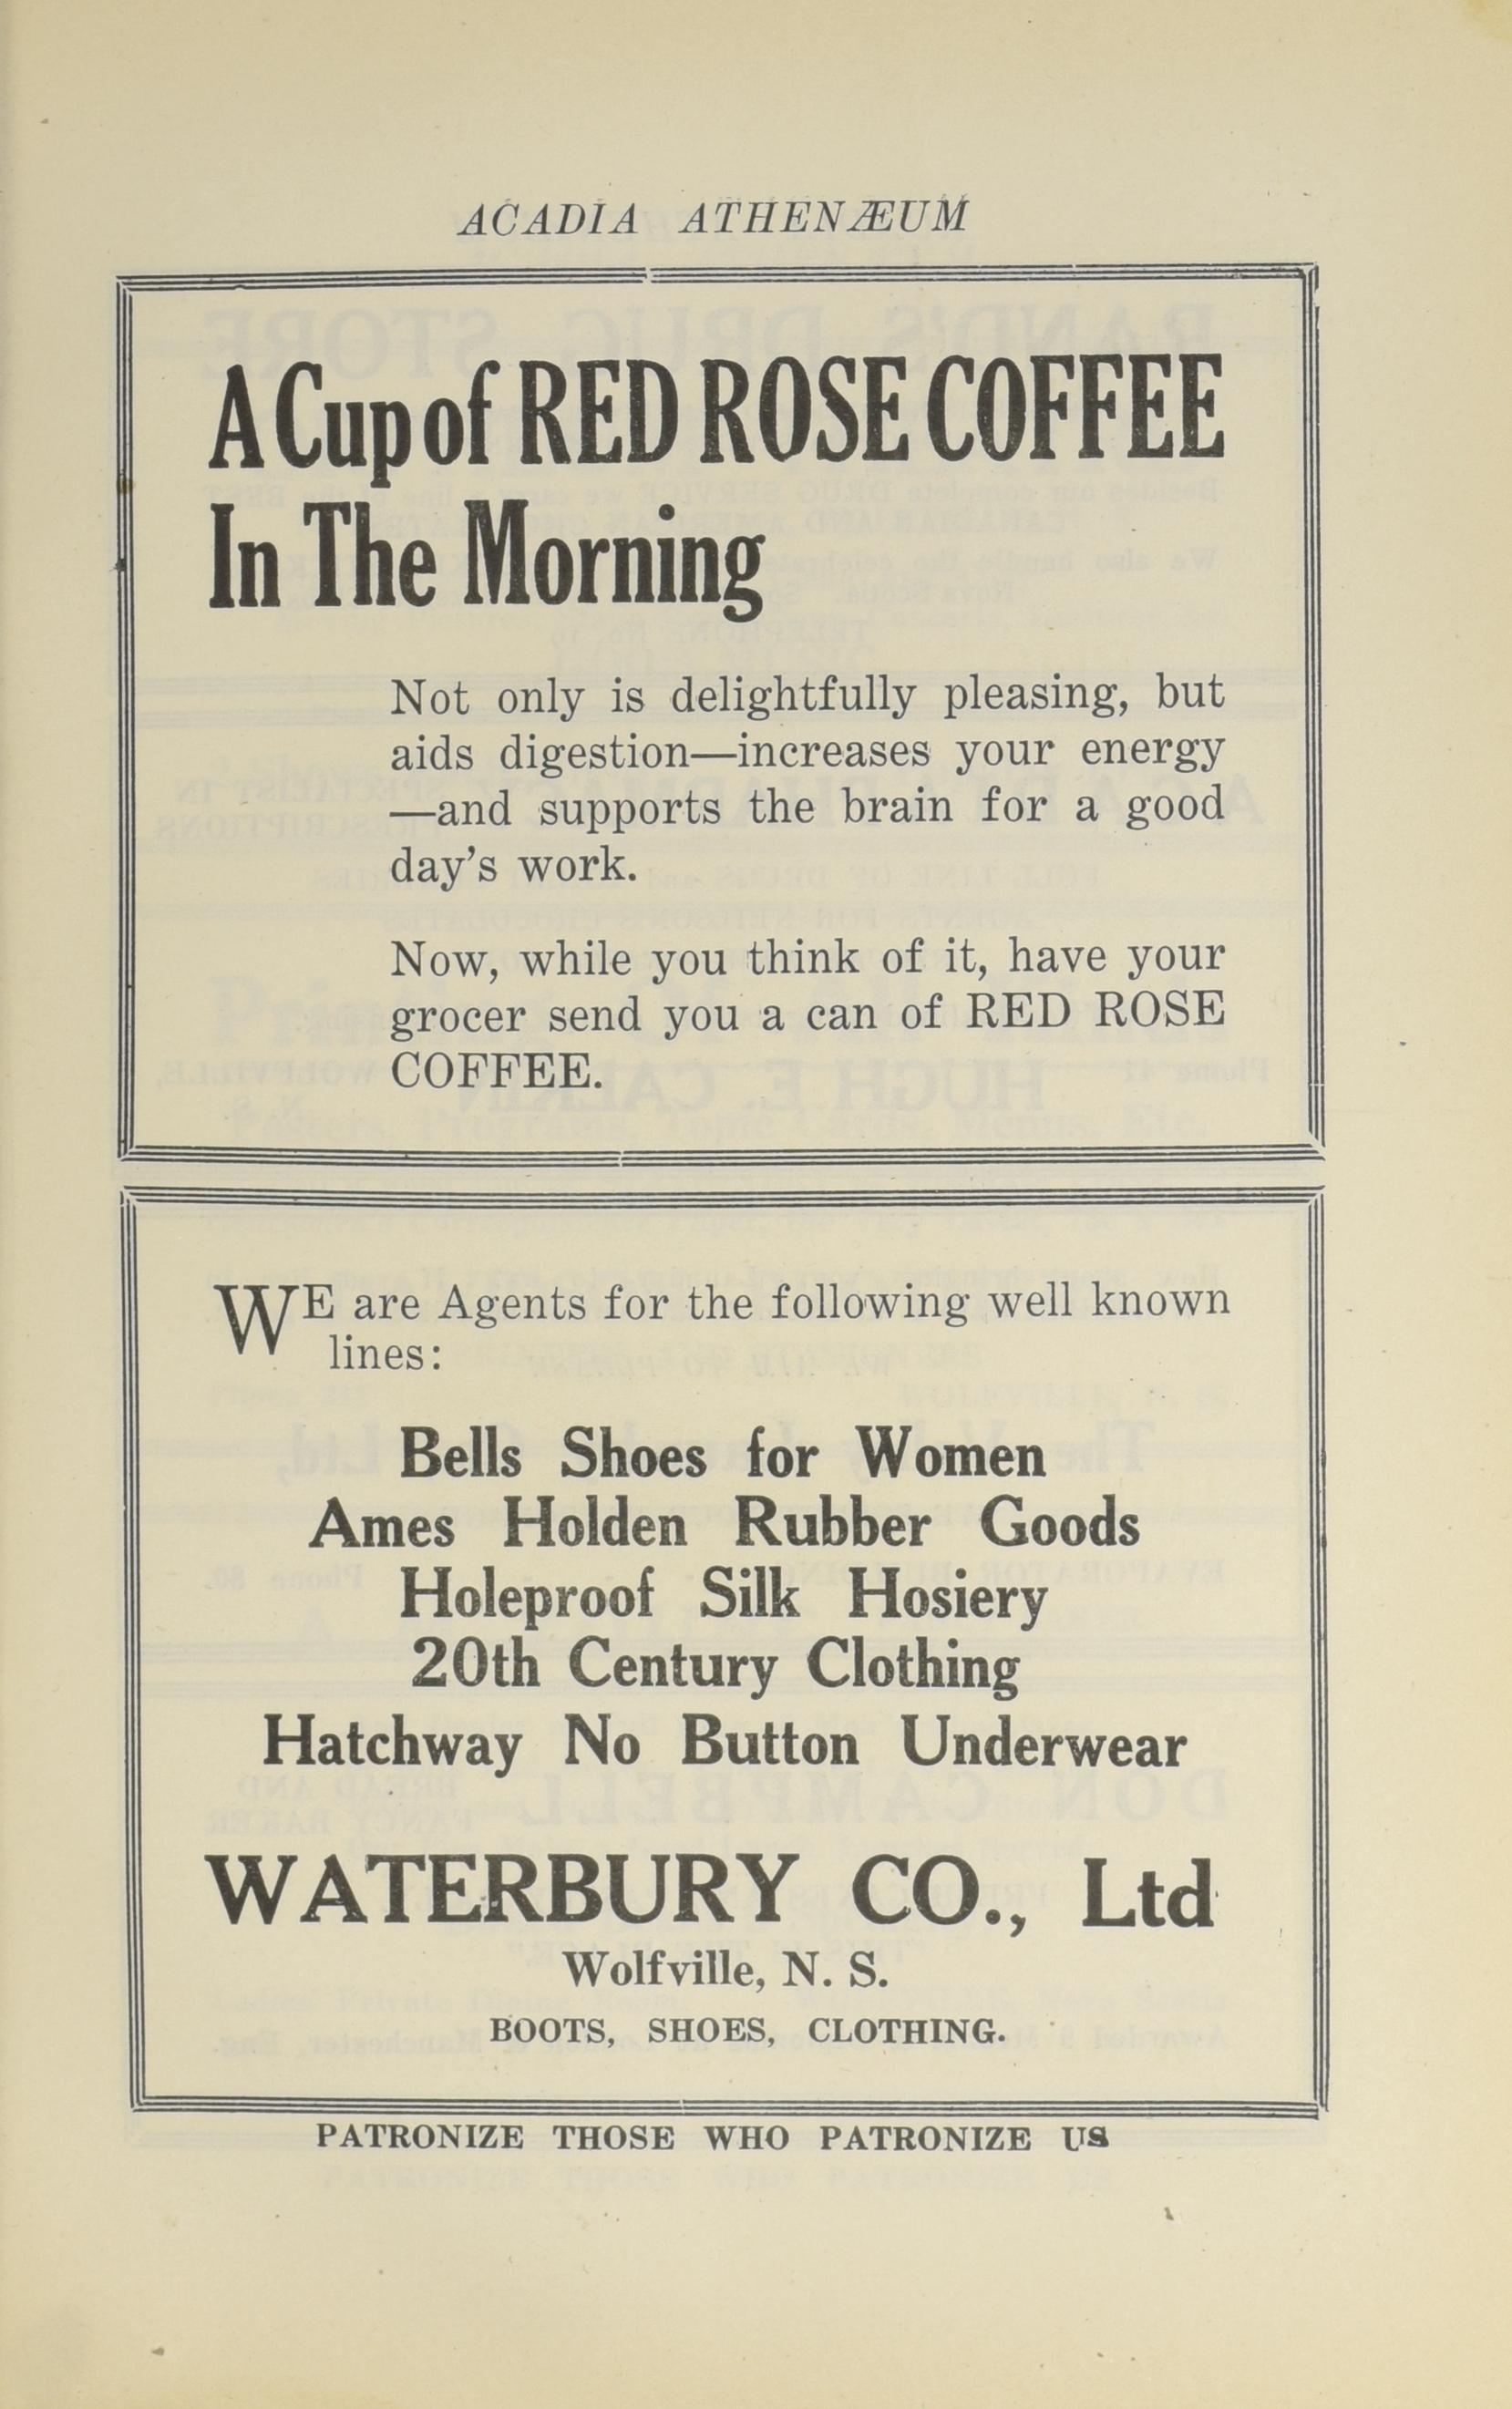 ACADIA ATHENÆUM
A Cup of RED ROSE COFFEE
In The Morning
Not only is delightfully pleasing, but
aids digestion—increases your energy
—and supports the brain for a good
day's work.
Now, while you think of it, have your
grocer send you a can of RED ROSE
COFFEE.
WE are Agents for the following well known
lines:
Bells Shoes for Women
Ames Holden Rubber Goods
Holeproof Silk Hosiery
20th Century Clothing
Hatchway No Button Underwear
WATERBURY CO., Ltd
Wolfville, N. S.
BOOTS, SHOES, CLOTHING.
PATRONIZE THOSE WHO PATRONIZE US